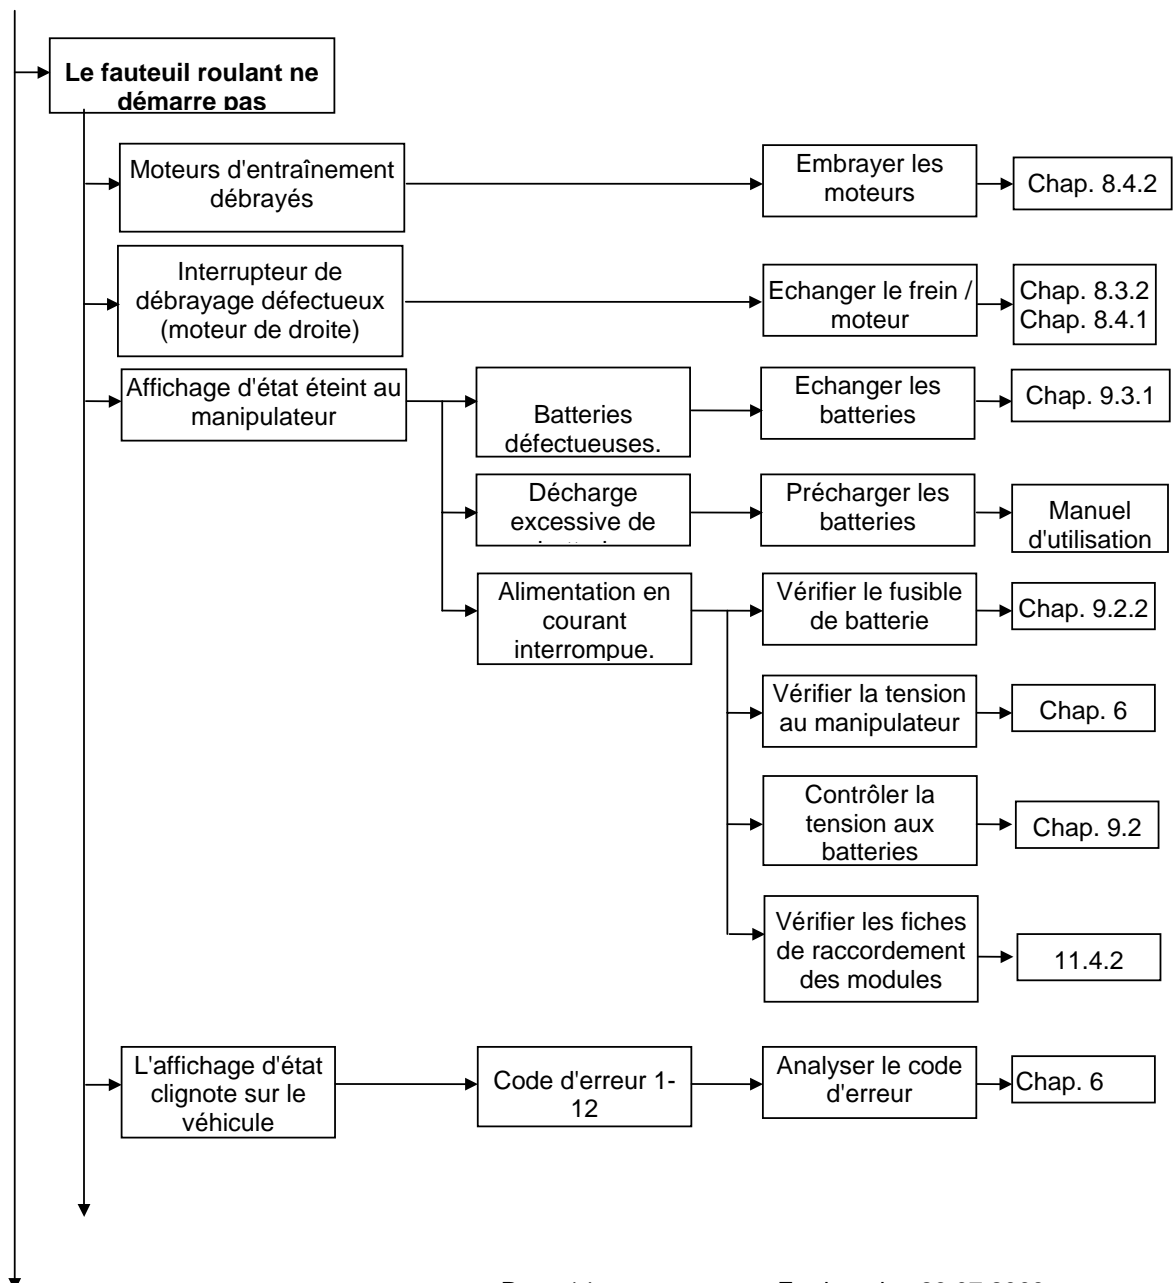 Le fauteuil roulant ne
démarre pas
Moteurs d'entraînement
débrayés
Embrayer les
moteurs
Chap. 8.4.2
Interrupteur de
débrayage défectueux
(moteur de droite)
Echanger le frein /
moteur
Chap. 8.3.2
Chap. 8.4.1
Affichage d'état éteint au
manipulateur
Batteries
défectueuses.
Echanger les
batteries
Chap. 9.3.1
Décharge
excessive de
Précharger les
batteries
Manuel
d'utilisation
Alimentation en
courant
interrompue.
Vérifier le fusible
de batterie
Chap. 9.2.2
Vérifier la tension
au manipulateur
Chap. 6
Contrôler la
tension aux
batteries
Chap. 9.2
Vérifier les fiches
de raccordement
des modules
11.4.2
L'affichage d'état
clignote sur le
véhicule
Code d'erreur 1-
12
Analyser le code
d'erreur
Chap. 6